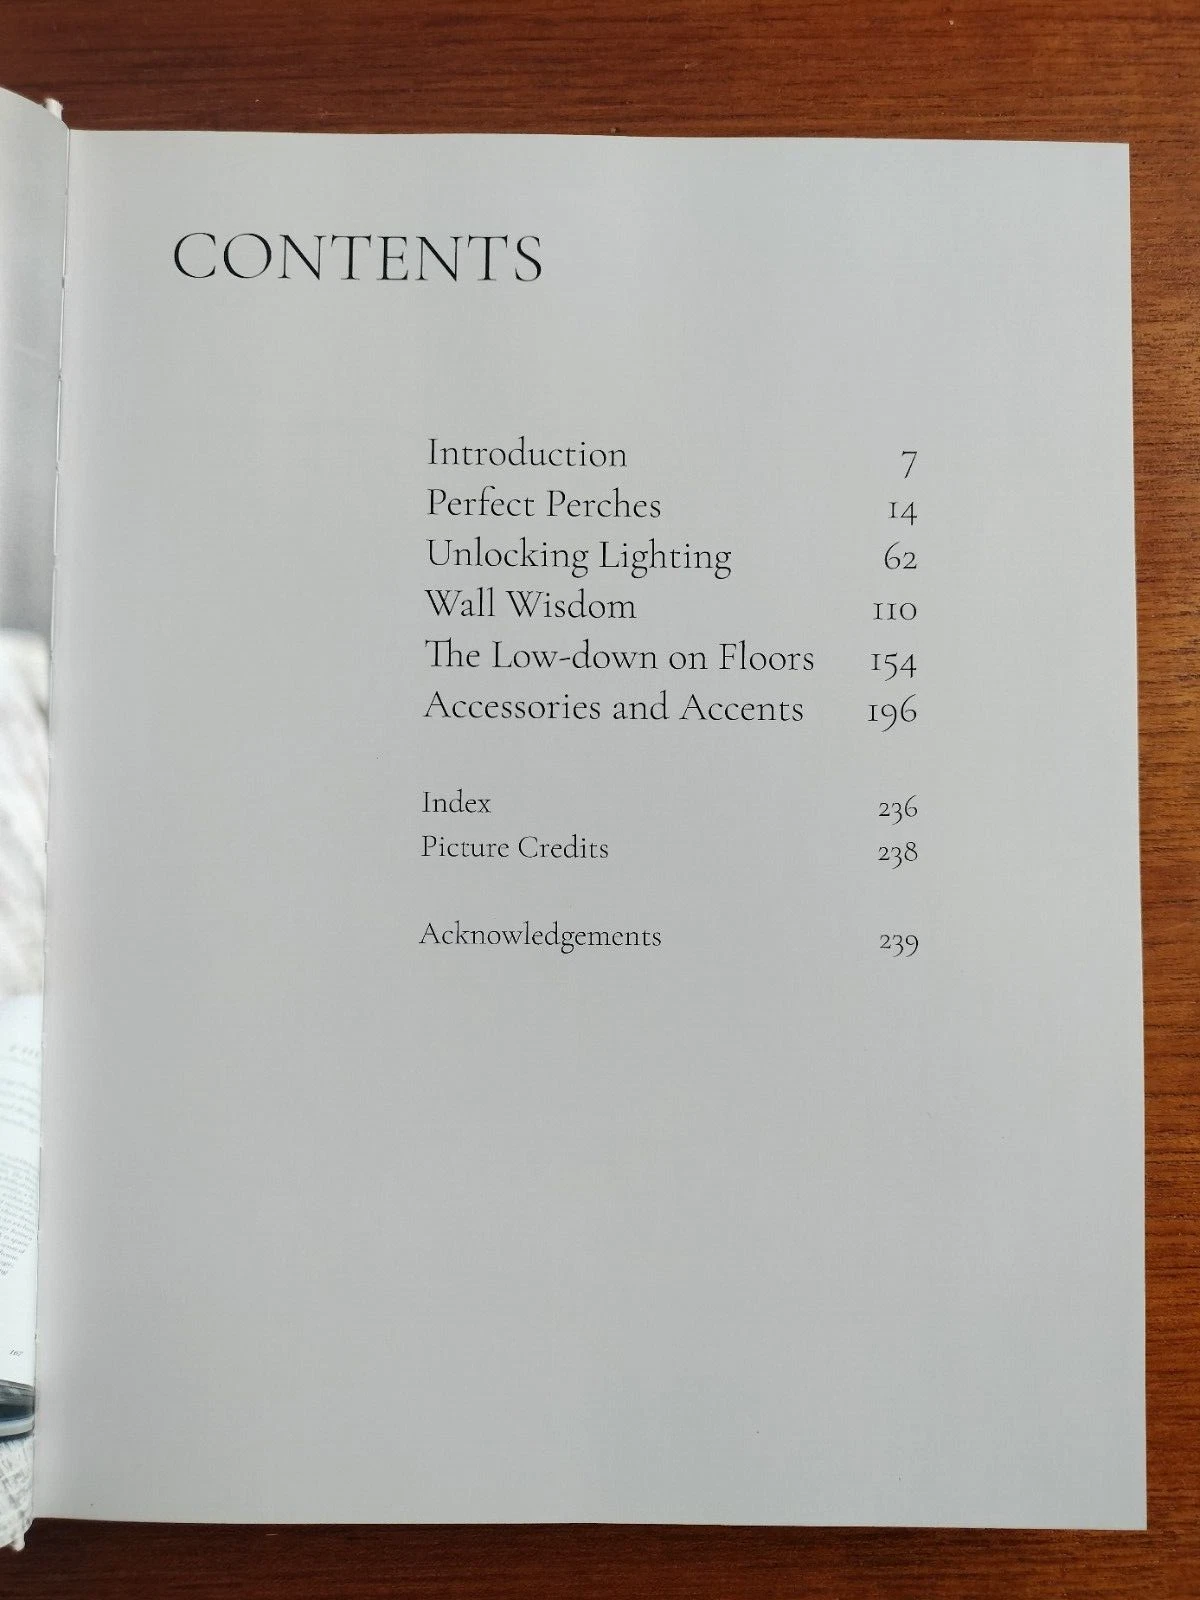 CONTENTS
Introduction 7
Perfect Perches 14
Unlocking Lighting 62
Wall Wisdom 110
The Low-down on Floors 154
Accessories and Accents 196
Index 236
Picture Credits 238
Acknowledgements 239